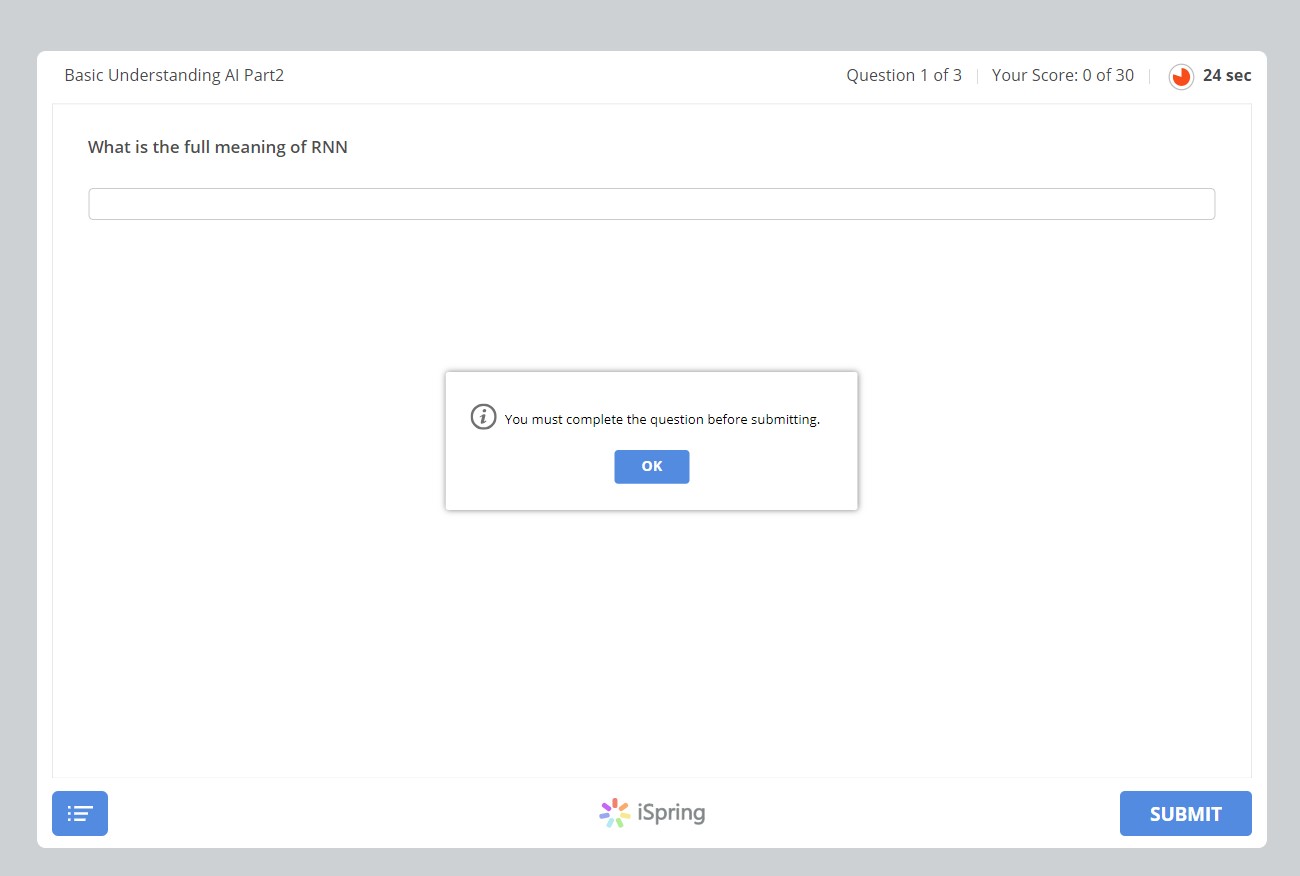 Basic Understanding AI Part2
Question 1 of 3
Your Score: 0 of 30
24 sec
What is the full meaning of RNN
You must complete the question before submitting.
OK
iSpring
SUBMIT